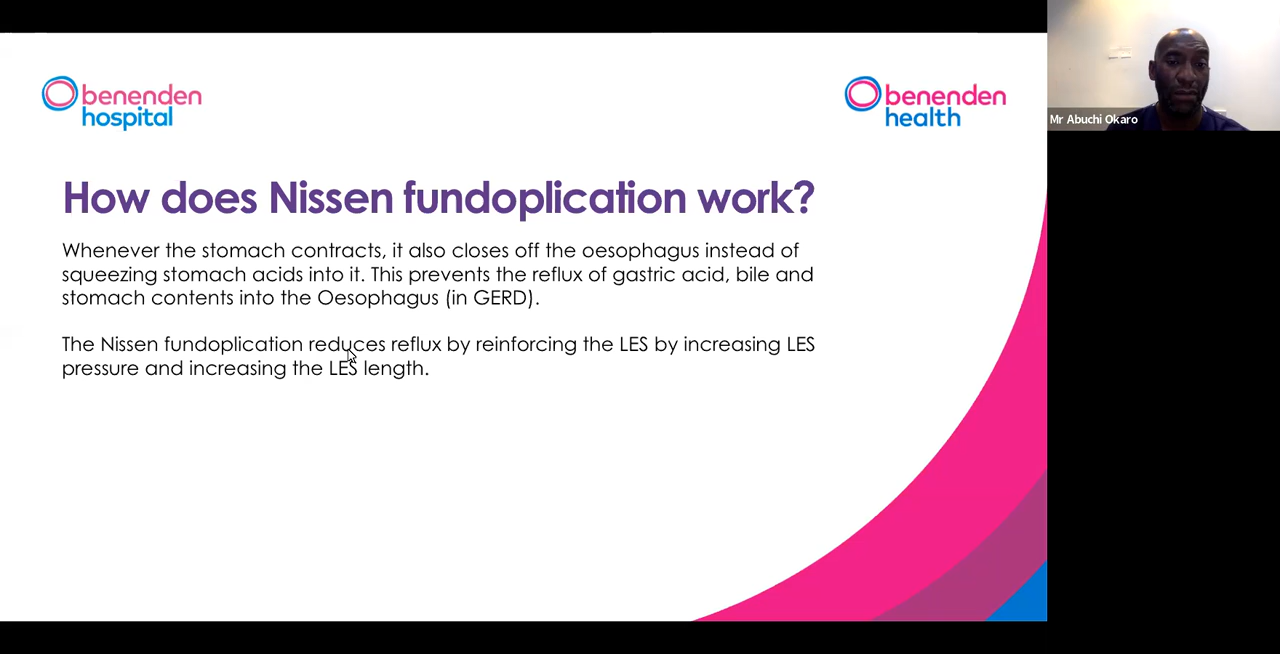 benenden
hospital
benenden
health
Mr Abuchi Okaro
How does Nissen fundoplication work?
Whenever the stomach contracts, it also closes off the oesophagus instead of
squeezing stomach acids into it. This prevents the reflux of gastric acid, bile and
stomach contents into the Oesophagus (in GERD).
The Nissen fundoplication reduces reflux by reinforcing the LES by increasing LES
pressure and increasing the LES length.